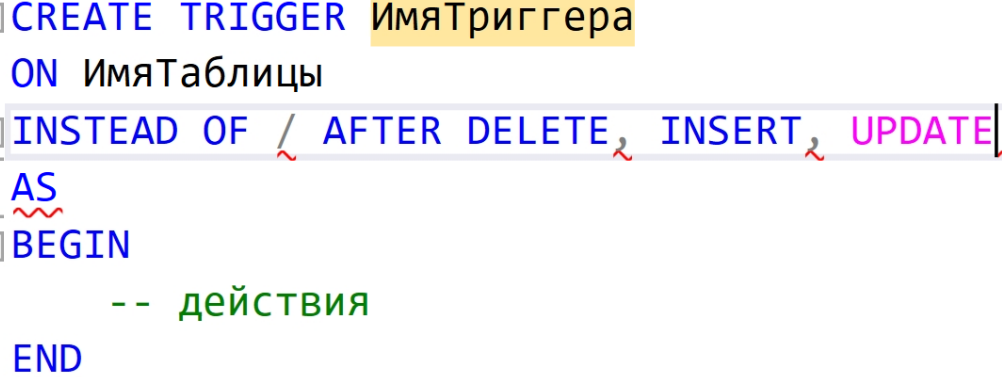 CREATE TRIGGER ИмяТриггера
ON ИмяТаблицы
INSTEAD OF / AFTER DELETE, INSERT, UPDATE
AS
BEGIN
-- действия
END